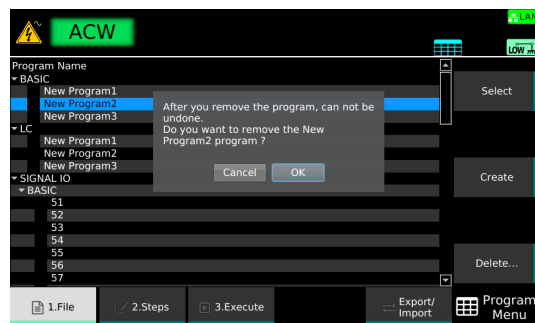 LAN
ACW
LOW
Program Name
BASIC
New Program1
New Program2
New Program3
LC
New Program1
New Program2
New Program3
SIGNAL IO
BASIC
51
52
53
54
55
56
57
After you remove the program, can not be
undone.
Do you want to remove the New
Program2 program ?
Cancel
OK
Select
Create
Delete...
1.File
2.Steps
3.Execute
Export/
Import
Program
Menu